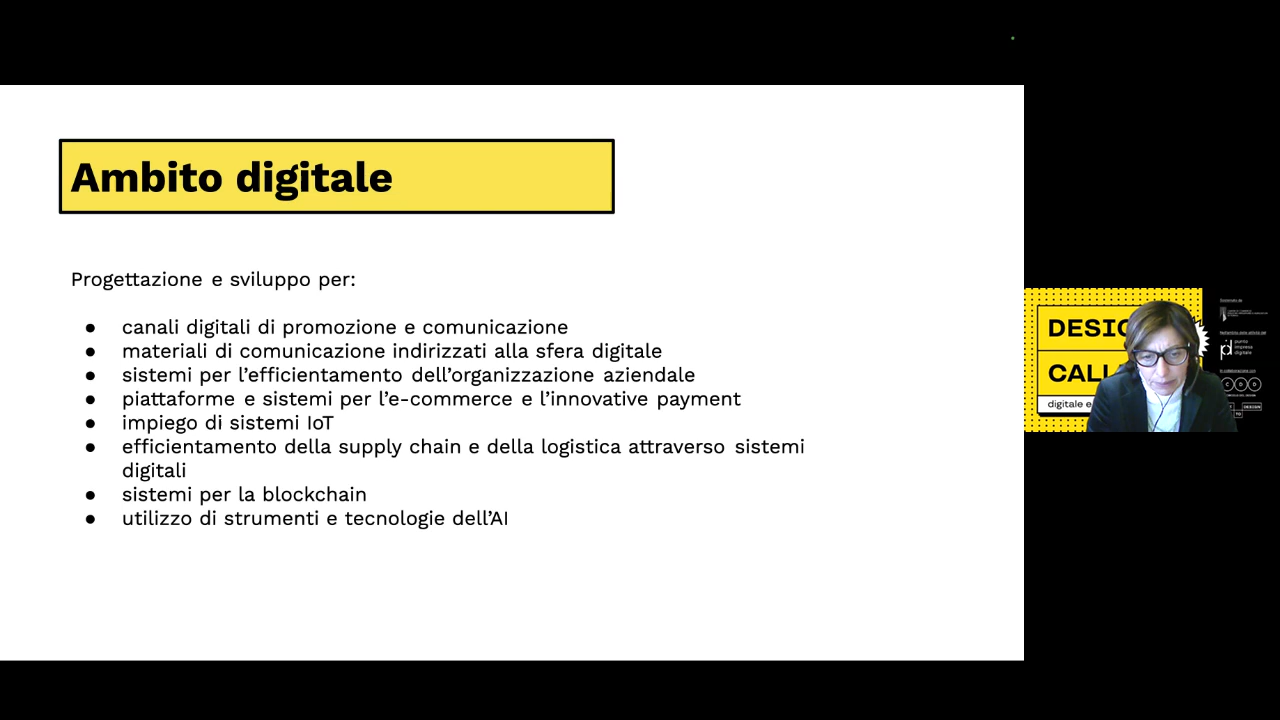 Ambito digitale
Progettazione e sviluppo per:
● canali digitali di promozione e comunicazione
● materiali di comunicazione indirizzati alla sfera digitale
● sistemi per l’efficientamento dell’organizzazione aziendale
● piattaforme e sistemi per l’e-commerce e l’innovative payment
● impiego di sistemi IoT
● efficientamento della supply chain e della logistica attraverso sistemi
digitali
● sistemi per la blockchain
● utilizzo di strumenti e tecnologie dell’AI
DESIG
CALL
digitale e
punto
impresa
digitale
C D D
DESIGN
TO